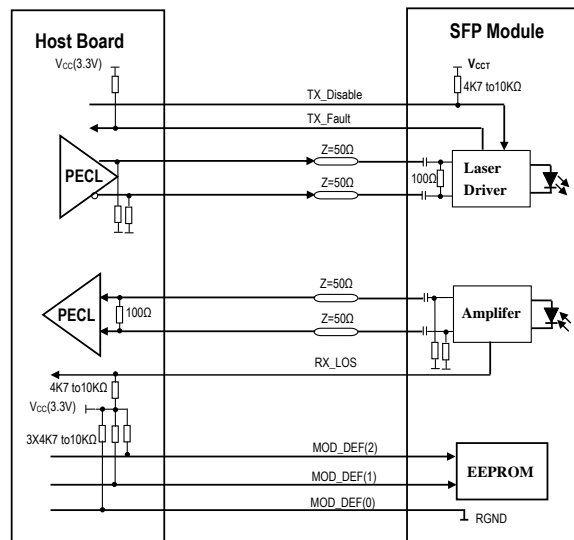 Host Board
SFP Module
VCC(3.3V)
VCCT
4K7 to10KΩ
TX_Disable
TX_Fault
PECL
Z=50Ω
Z=50Ω
100Ω
Laser
Driver
Z=50Ω
Z=50Ω
PECL
100Ω
Amplifer
RX_LOS
4K7 to10KΩ
VCC(3.3V)
3X4K7 to10KΩ
MOD_DEF(2)
MOD_DEF(1)
EEPROM
MOD_DEF(0)
RGND